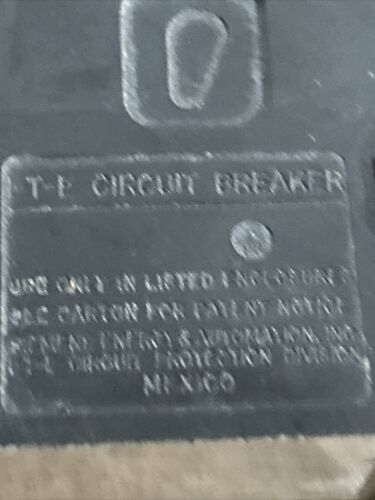 I-T-E CIRCUIT BREAKER
USE ONLY IN LISTED ENCLOSURES
SEE CARTON FOR PATENT NOTICE
SIEMENS ENERGY & AUTOMATION, INC.
I-T-E CIRCUIT PROTECTION DIVISION
MEXICO